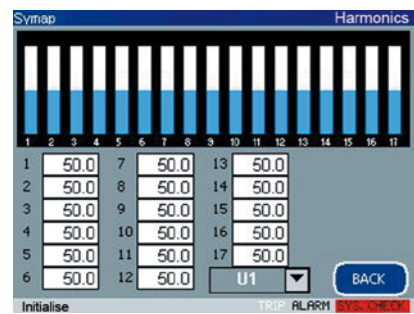 Symap Harmonics
1 2 3 4 5 6 7 8 9 10 11 12 13 14 15 16 17
1 50.0 7 50.0 13 50.0
2 50.0 8 50.0 14 50.0
3 50.0 9 50.0 15 50.0
4 50.0 10 50.0 16 50.0
5 50.0 11 50.0 17 50.0
6 50.0 12 50.0 U1 BACK
Initialise TRIP ALARM SYS. CHECK